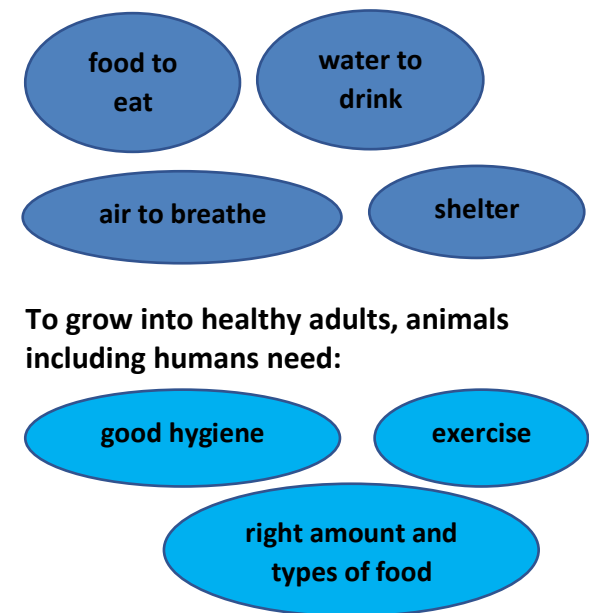 food to
eat
water to
drink
air to breathe
shelter
To grow into healthy adults, animals
including humans need:
good hygiene
exercise
right amount and
types of food